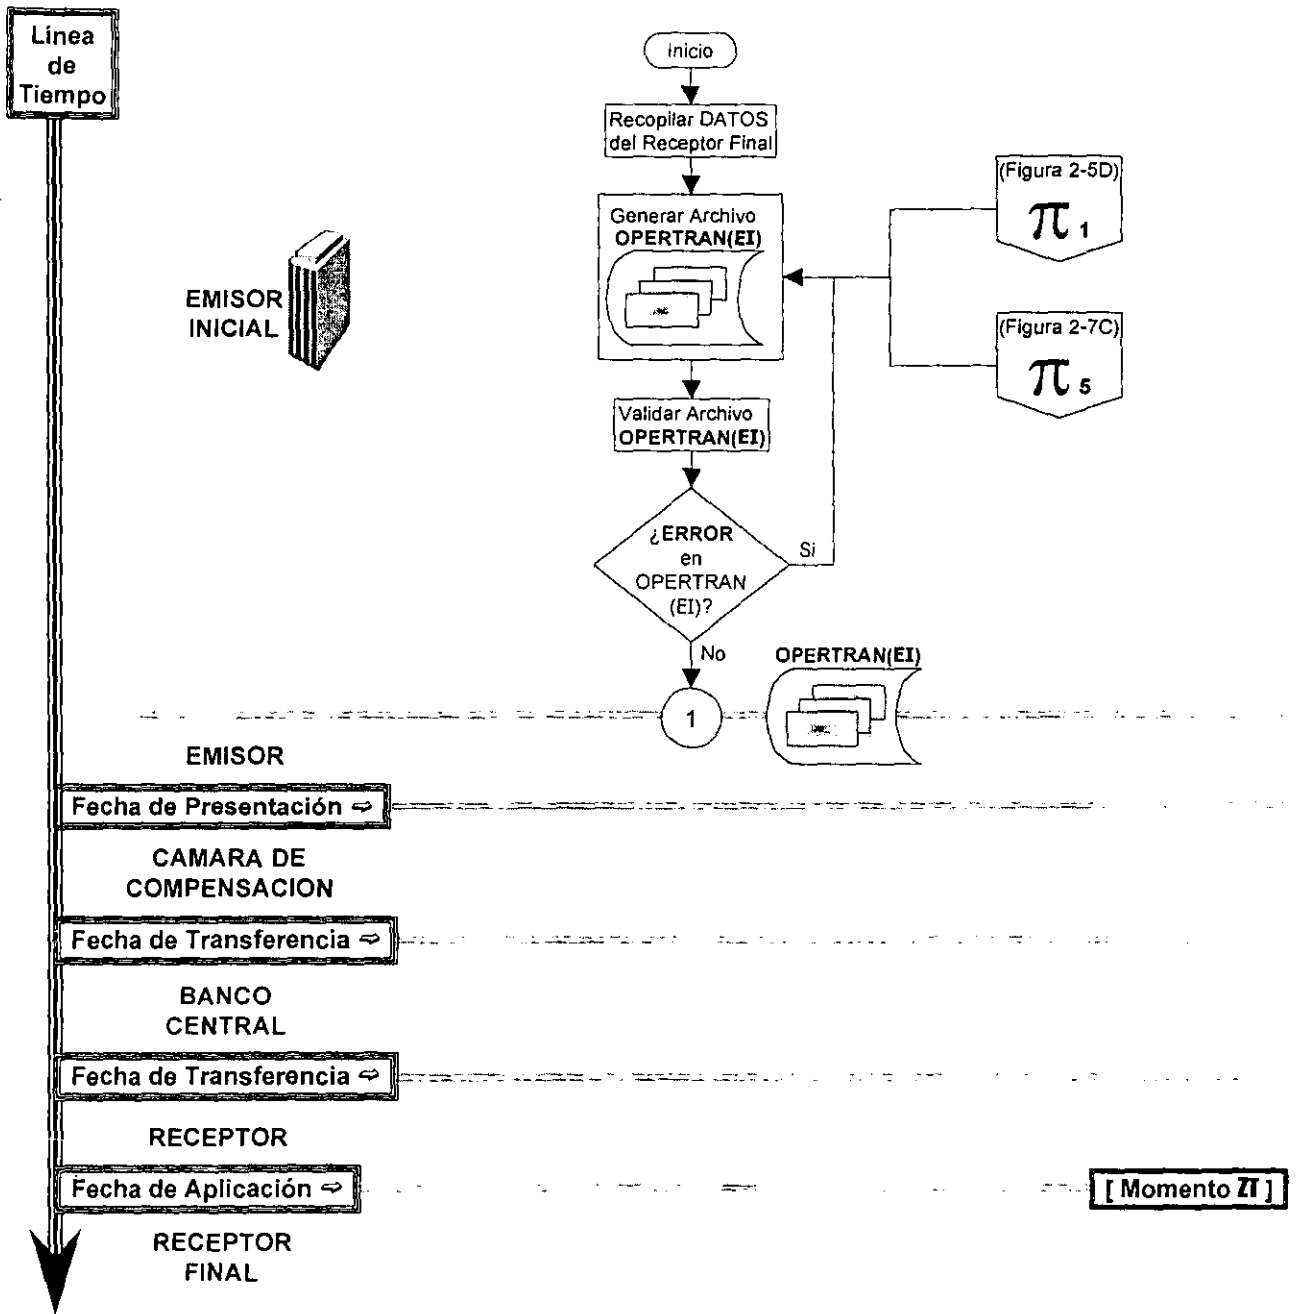 Línea
de
Tiempo
Inicio
Recopilar DATOS
del Receptor Final
(Figura 2-5D)
π 1
Generar Archivo
OPERTRAN(EI)
EMISOR
INICIAL
(Figura 2-7C)
π 5
Validar Archivo
OPERTRAN(EI)
¿ERROR
en
OPERTRAN
(EI)?
Si
No
OPERTRAN(EI)
1
EMISOR
Fecha de Presentación ⇨
CAMARA DE
COMPENSACION
Fecha de Transferencia ⇨
BANCO
CENTRAL
Fecha de Transferencia ⇨
RECEPTOR
Fecha de Aplicación ⇨
[ Momento π ]
RECEPTOR
FINAL